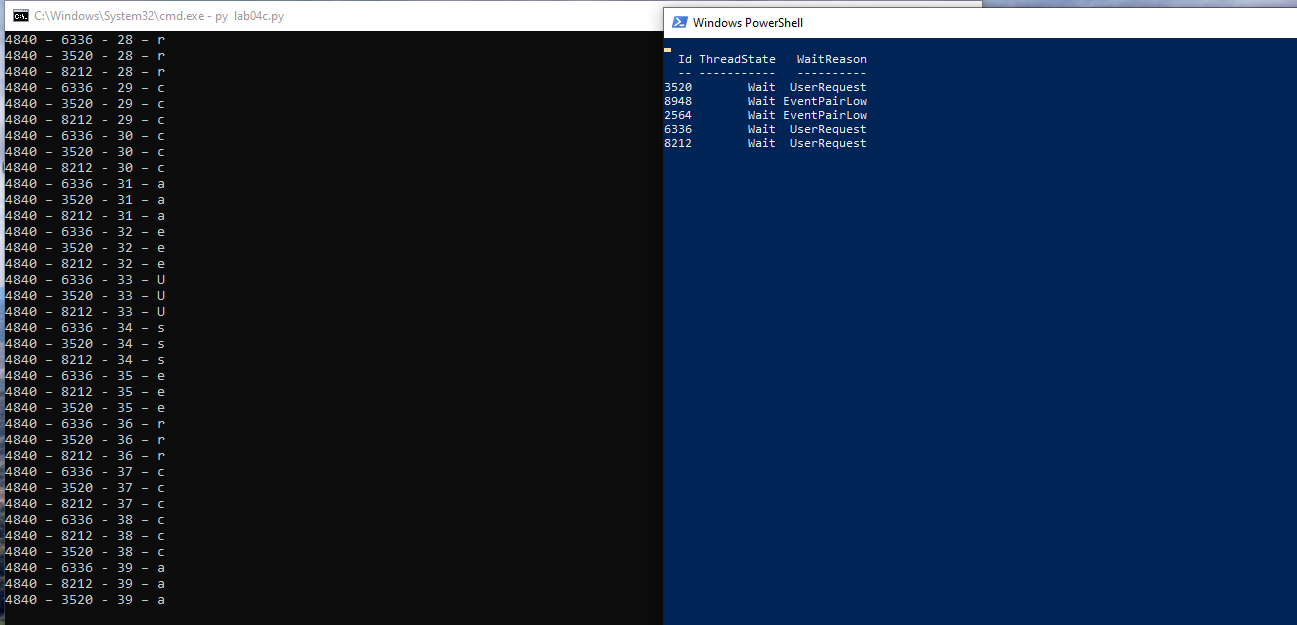 C:\Windows\System32\cmd.exe - py lab04c.py
4840 – 6336 - 28 – r
4840 – 3520 - 28 – r
4840 – 8212 - 28 – r
4840 – 6336 - 29 – c
4840 – 3520 - 29 – c
4840 – 8212 - 29 – c
4840 – 6336 - 30 – c
4840 – 3520 - 30 – c
4840 – 8212 - 30 – c
4840 – 6336 - 31 – a
4840 – 3520 - 31 – a
4840 – 8212 - 31 – a
4840 – 6336 - 32 – e
4840 – 3520 - 32 – e
4840 – 8212 - 32 – e
4840 – 6336 - 33 – U
4840 – 3520 - 33 – U
4840 – 8212 - 33 – U
4840 – 6336 - 34 – s
4840 – 3520 - 34 – s
4840 – 8212 - 34 – s
4840 – 6336 - 35 – e
4840 – 8212 - 35 – e
4840 – 3520 - 35 – e
4840 – 6336 - 36 – r
4840 – 3520 - 36 – r
4840 – 8212 - 36 – r
4840 – 6336 - 37 – c
4840 – 3520 - 37 – c
4840 – 8212 - 37 – c
4840 – 6336 - 38 – c
4840 – 8212 - 38 – c
4840 – 3520 - 38 – c
4840 – 6336 - 39 – a
4840 – 8212 - 39 – a
4840 – 3520 - 39 – a
Windows PowerShell
Id ThreadState WaitReason
-- ----------- ----------
3520 Wait UserRequest
8948 Wait EventPairLow
2564 Wait EventPairLow
6336 Wait UserRequest
8212 Wait UserRequest